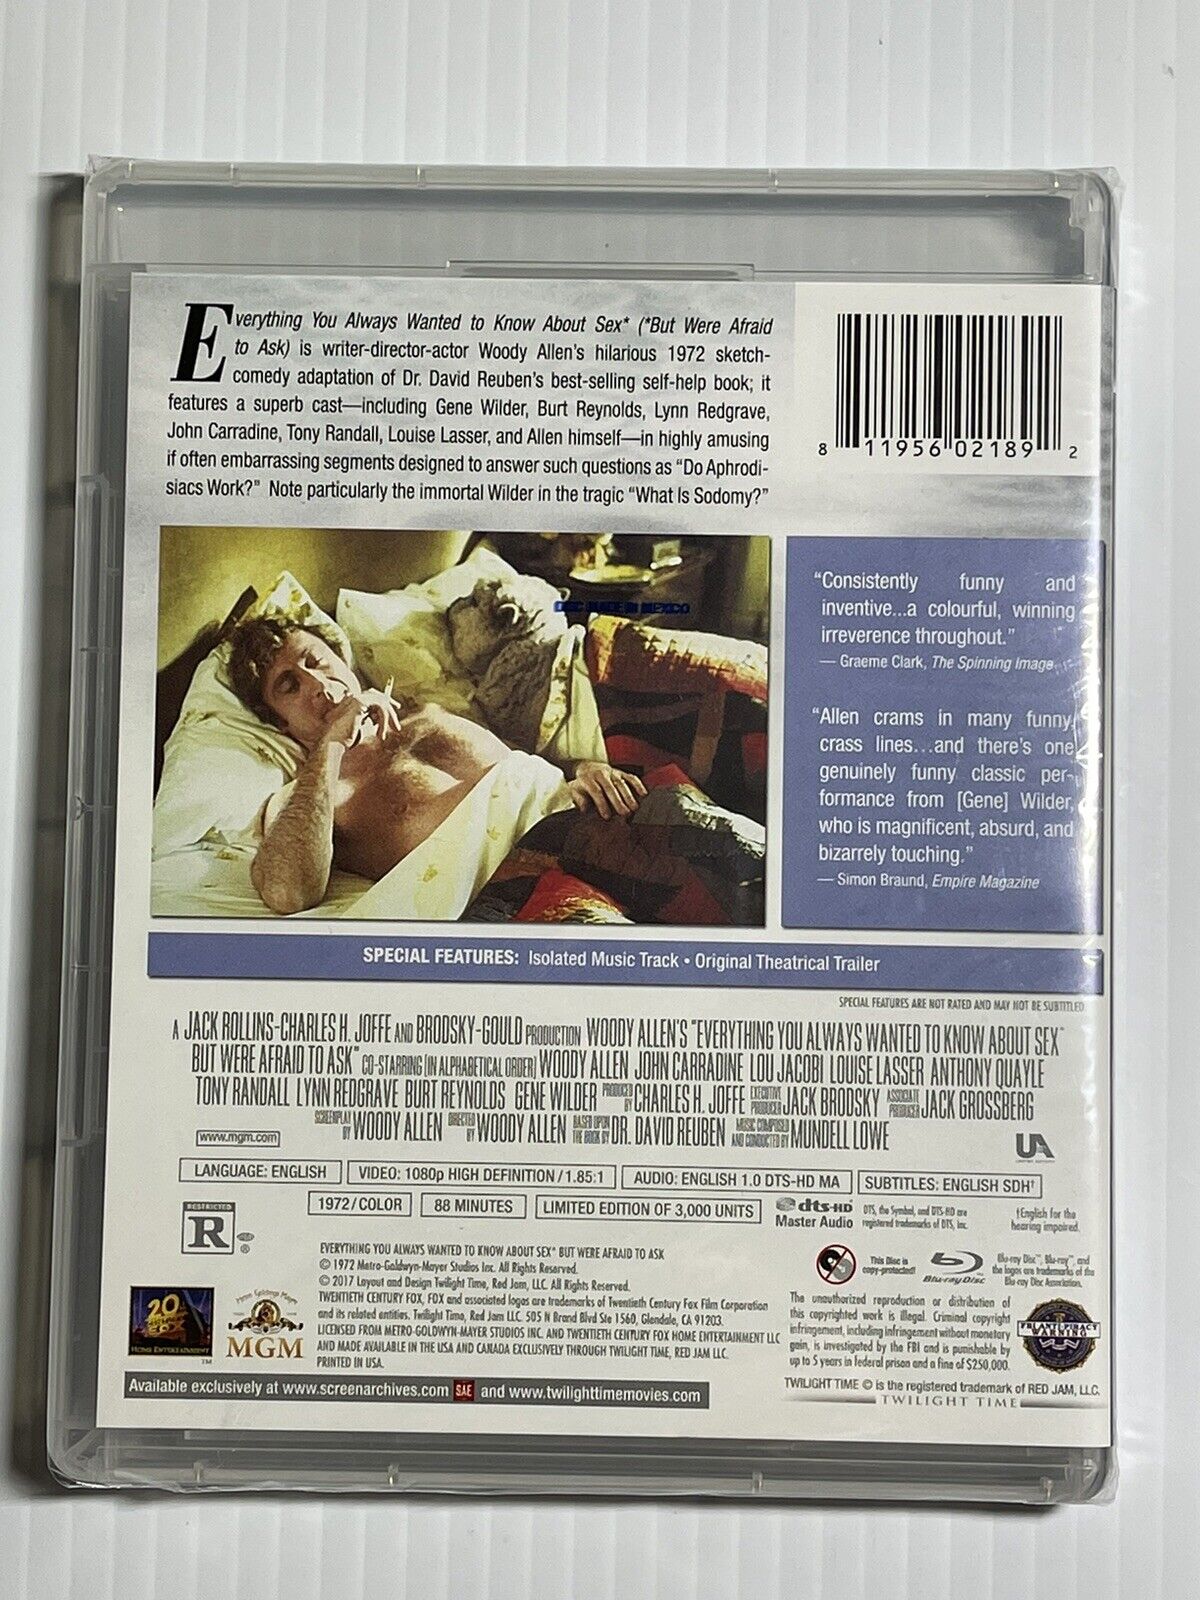 Everything You Always Wanted to Know About Sex* (*But Were Afraid
to Ask) is writer-director-actor Woody Allen's hilarious 1972 sketch-
comedy adaptation of Dr. David Reuben's best-selling self-help book; it
features a superb cast—including Gene Wilder, Burt Reynolds, Lynn Redgrave,
John Carradine, Tony Randall, Louise Lasser, and Allen himself—in highly amusing
if often embarrassing segments designed to answer such questions as "Do Aphrodi-
siacs Work?" Note particularly the immortal Wilder in the tragic "What Is Sodomy?"
8 11956 02189 2
DISC MADE IN MEXICO
"Consistently funny and
inventive...a colourful, winning
irreverence throughout."
— Graeme Clark, The Spinning Image
"Allen crams in many funny,
crass lines...and there's one
genuinely funny classic per-
formance from [Gene] Wilder,
who is magnificent, absurd, and
bizarrely touching."
—Simon Braund, Empire Magazine
SPECIAL FEATURES: Isolated Music Track • Original Theatrical Trailer
SPECIAL FEATURES ARE NOT RATED AND MAY NOT BE SUBTITLED
A JACK ROLLINS-CHARLES H. JOFFE AND BRODSKY-GOULD PRODUCTION WOODY ALLEN'S "EVERYTHING YOU ALWAYS WANTED TO KNOW ABOUT SEX*
BUT WERE AFRAID TO ASK" CO-STARRING (IN ALPHABETICAL ORDER) WOODY ALLEN JOHN CARRADINE LOU JACOBI LOUISE LASSER ANTHONY QUAYLE
TONY RANDALL LYNN REDGRAVE BURT REYNOLDS GENE WILDER PRODUCED BY CHARLES H. JOFFE EXECUTIVE PRODUCER JACK BRODSKY ASSOCIATE PRODUCER JACK GROSSBERG
SCREENPLAY BY WOODY ALLEN DIRECTED BY WOODY ALLEN BASED UPON THE BOOK BY DR. DAVID REUBEN MUSIC COMPOSED AND CONDUCTED BY MUNDELL LOWE
www.mgm.com
UA
LANGUAGE: ENGLISH
VIDEO: 1080p HIGH DEFINITION / 1.85:1
AUDIO: ENGLISH 1.0 DTS-HD MA
SUBTITLES: ENGLISH SDH†
1972/COLOR
88 MINUTES
LIMITED EDITION OF 3,000 UNITS
dts-HD
Master Audio
DTS, the Symbol, and DTS-HD are
registered trademarks of DTS, Inc.
†English for the
hearing impaired.
RESTRICTED
R
®
EVERYTHING YOU ALWAYS WANTED TO KNOW ABOUT SEX* BUT WERE AFRAID TO ASK
© 1972 Metro-Goldwyn-Mayer Studios Inc. All Rights Reserved.
© 2017 Layout and Design Twilight Time, Red Jam, LLC. All Rights Reserved.
TWENTIETH CENTURY FOX, FOX and associated logos are trademarks of Twentieth Century Fox Film Corporation
and its related entities. Twilight Time, Red Jam LLC. 505 N Brand Blvd Ste 1560, Glendale, CA 91203.
LICENSED FROM METRO-GOLDWYN-MAYER STUDIOS INC. AND TWENTIETH CENTURY FOX HOME ENTERTAINMENT LLC
AND MADE AVAILABLE IN THE USA AND CANADA EXCLUSIVELY THROUGH TWILIGHT TIME, RED JAM LLC.
PRINTED IN USA.
This Disc is
copy-protected!
Blu-ray Disc
Blu-ray Disc™, Blu-ray™, and
the logos are trademarks of the
Blu-ray Disc Association.
20th CENTURY FOX
HOME ENTERTAINMENT
TM
Metro Goldwyn Mayer
MGM
The unauthorized reproduction or distribution of
this copyrighted work is illegal. Criminal copyright
infringement, including infringement without monetary
gain, is investigated by the FBI and is punishable by
up to 5 years in federal prison and a fine of $250,000.
FBI ANTI-PIRACY
WARNING
TWILIGHT TIME © is the registered trademark of RED JAM, LLC.
TWILIGHT TIME
Available exclusively at www.screenarchives.com SAE and www.twilighttimemovies.com